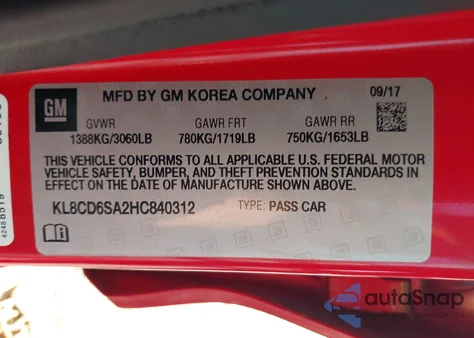 MFD BY GM KOREA COMPANY
09/17
GM
GVWR GAWR FRT GAWR RR
1388KG/3060LB 780KG/1719LB 750KG/1653LB
THIS VEHICLE CONFORMS TO ALL APPLICABLE U.S. FEDERAL MOTOR
VEHICLE SAFETY, BUMPER, AND THEFT PREVENTION STANDARDS IN
EFFECT ON THE DATE OF MANUFACTURE SHOWN ABOVE.
KL8CD6SA2HC840312 TYPE: PASS CAR
42488519
autoSnap